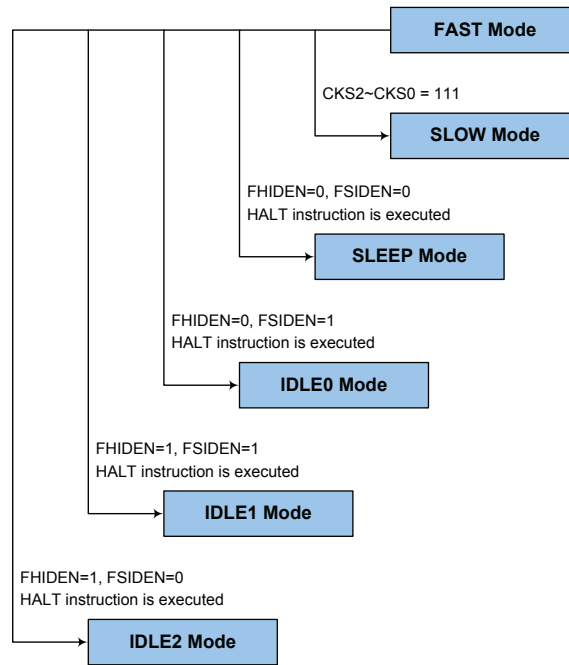 FAST Mode
CKS2~CKS0 = 111
SLOW Mode
FHIDEN=0, FSIDEN=0
HALT instruction is executed
SLEEP Mode
FHIDEN=0, FSIDEN=1
HALT instruction is executed
IDLE0 Mode
FHIDEN=1, FSIDEN=1
HALT instruction is executed
IDLE1 Mode
FHIDEN=1, FSIDEN=0
HALT instruction is executed
IDLE2 Mode